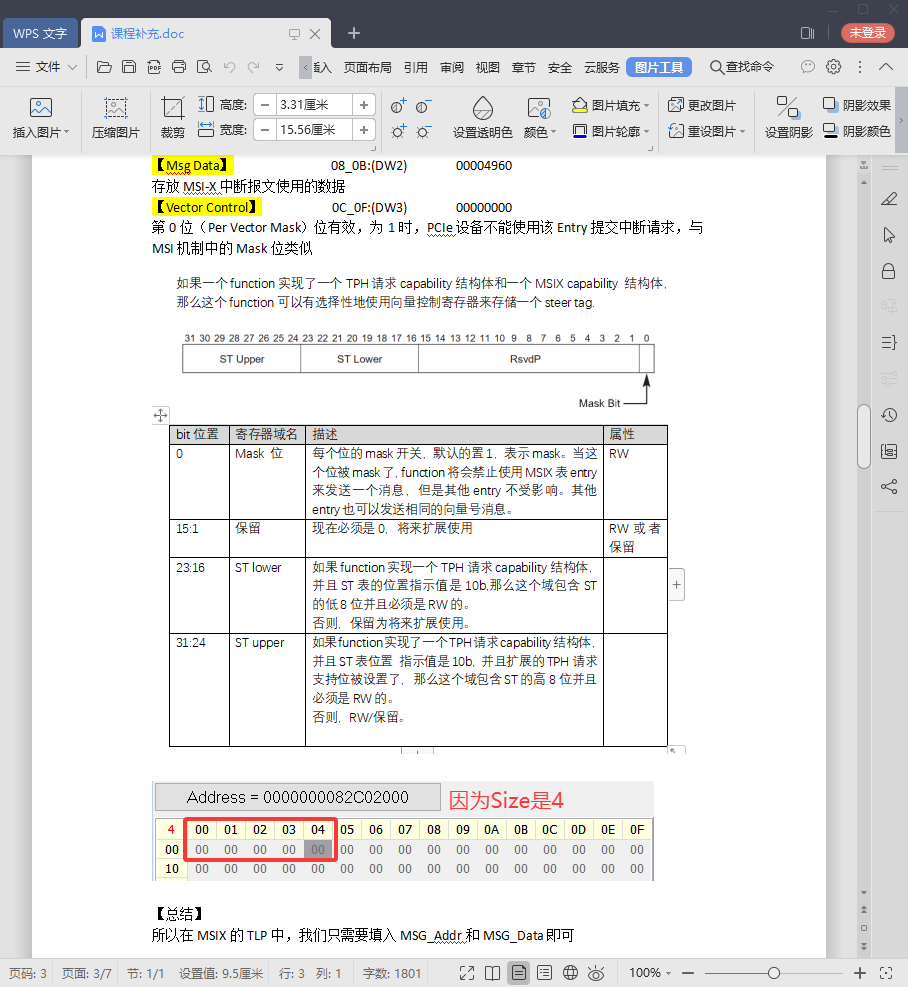 WPS 文字 课程补充.doc 未登录
文件 插入 页面布局 引用 审阅 视图 章节 安全 云服务 图片工具 查找命令
高度: 3.31厘米 图片填充 更改图片 阴影效果
插入图片 压缩图片 裁剪 宽度: 15.56厘米 设置透明色 颜色 图片轮廓 重设图片 设置阴影 阴影颜色
【Msg Data】 08_0B:(DW2) 00004960
存放 MSI-X 中断报文使用的数据
【Vector Control】 0C_0F:(DW3) 00000000
第 0 位（Per Vector Mask）位有效，为 1 时，PCIe 设备不能使用该 Entry 提交中断请求，与
MSI 机制中的 Mask 位类似
如果一个 function 实现了一个 TPH 请求 capability 结构体和一个 MSIX capability 结构体，
那么这个 function 可以有选择性地使用向量控制寄存器来存储一个 steer tag.
31 30 29 28 27 26 25 24 23 22 21 20 19 18 17 16 15 14 13 12 11 10 9 8 7 6 5 4 3 2 1 0
ST Upper ST Lower RsvdP
Mask Bit
bit 位置 寄存器域名 描述 属性
0 Mask 位 每个位的 mask 开关，默认的置 1，表示 mask。当这 RW
个位被 mask 了, function 将会禁止使用 MSIX 表 entry
来发送一个消息，但是其他 entry 不受影响。其他
entry 也可以发送相同的向量号消息。
15:1 保留 现在必须是 0，将来扩展使用 RW 或者
保留
23:16 ST lower 如果 function 实现一个 TPH 请求 capability 结构体，
并且 ST 表的位置指示值是 10b,那么这个域包含 ST
的低 8 位并且必须是 RW 的。
否则，保留为将来扩展使用。
31:24 ST upper 如果function实现了一个TPH请求capability结构体，
并且ST表位置 指示值是10b，并且扩展的TPH 请求
支持位被设置了，那么这个域包含ST的高8位并且
必须是 RW 的。
否则，RW/保留。
Address = 0000000082C02000 因为Size是4
4 00 01 02 03 04 05 06 07 08 09 0A 0B 0C 0D 0E 0F
00 00 00 00 00 00 00 00 00 00 00 00 00 00 00 00 00
10 00 00 00 00 00 00 00 00 00 00 00 00 00 00 00 00
【总结】
所以在 MSIX 的 TLP 中，我们只需要填入 MSG_Addr 和 MSG_Data 即可
页码: 3 页面: 3/7 节: 1/1 设置值: 9.5厘米 行: 3 列: 1 字数: 1801 100%